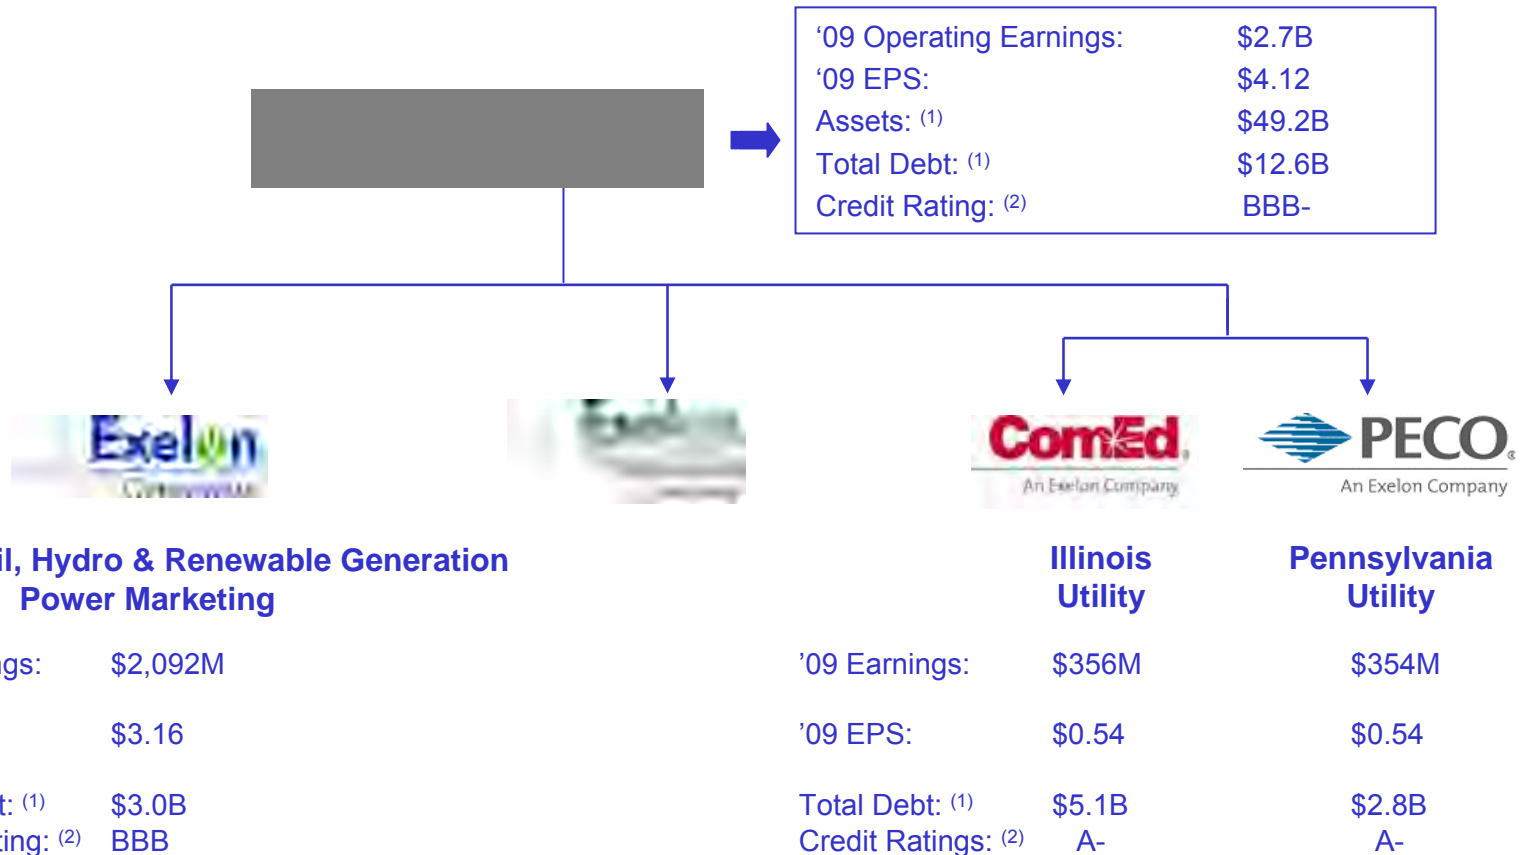 ‘09 Operating Earnings: $2.7B
‘09 EPS: $4.12
Assets: (1) $49.2B
Total Debt: (1) $12.6B
Credit Rating: (2) BBB-
Exelon
ComEd®
An Exelon Company
PECO®
An Exelon Company
il, Hydro & Renewable Generation
Power Marketing
Illinois
Utility
Pennsylvania
Utility
ngs: $2,092M
$3.16
t: (1) $3.0B
ting: (2) BBB
’09 Earnings: $356M $354M
’09 EPS: $0.54 $0.54
Total Debt: (1) $5.1B $2.8B
Credit Ratings: (2) A- A-